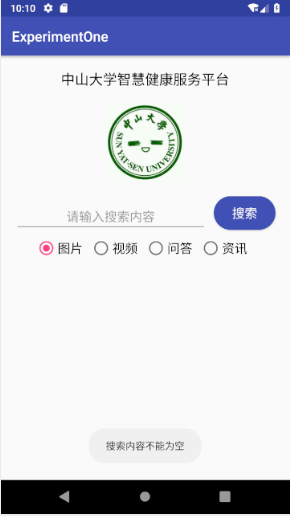 10:10
ExperimentOne
中山大学智慧健康服务平台
中山大学
SUN YAT-SEN UNIVERSITY
请输入搜索内容
搜索
图片 视频 问答 资讯
搜索内容不能为空